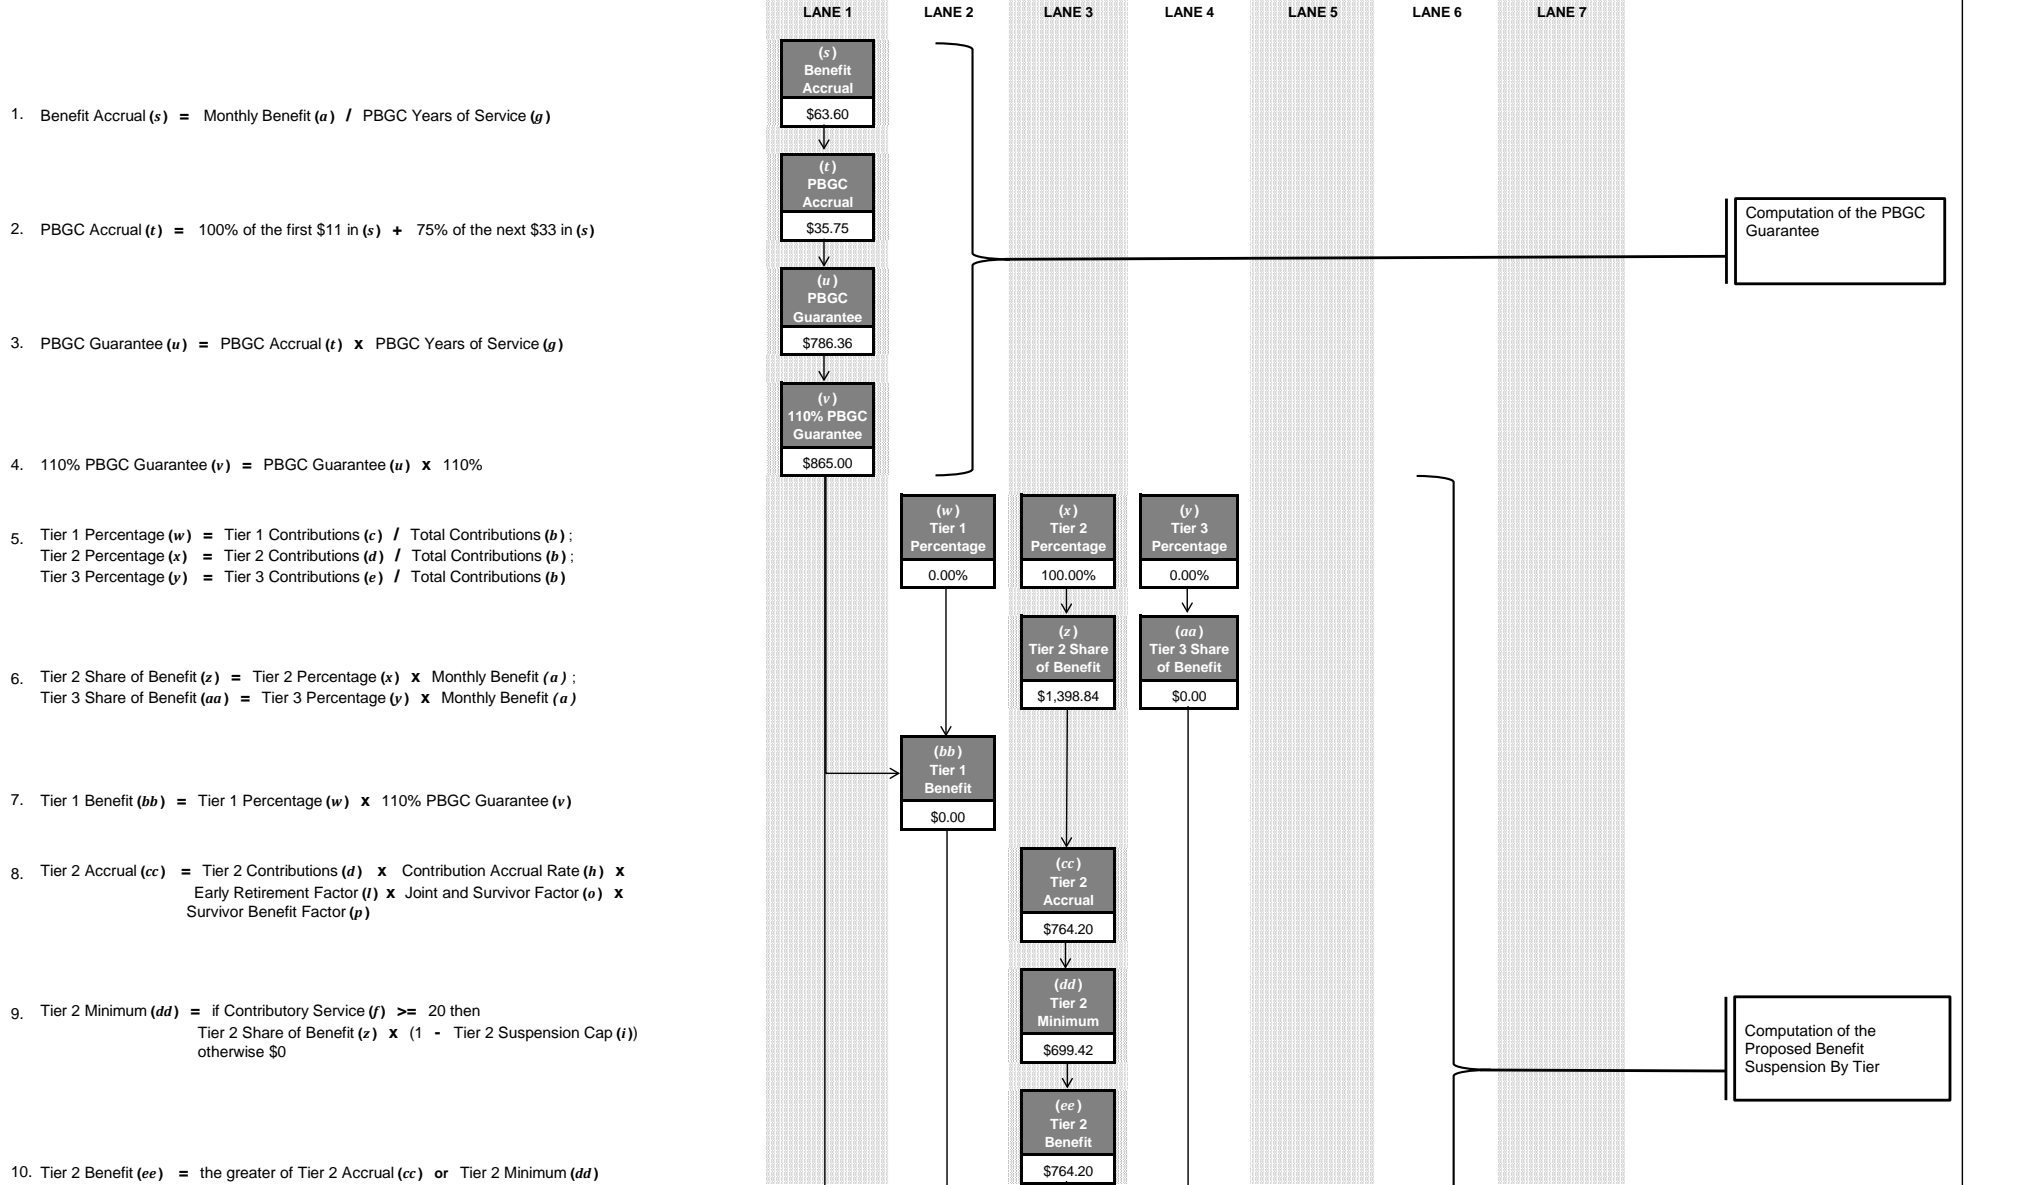 LANE 1 LANE 2 LANE 3 LANE 4 LANE 5 LANE 6 LANE 7
(s)
Benefit
Accrual
$63.60
1. Benefit Accrual (s) = Monthly Benefit (a) / PBGC Years of Service (g)
(t)
PBGC
Accrual
$35.75
2. PBGC Accrual (t) = 100% of the first $11 in (s) + 75% of the next $33 in (s)
Computation of the PBGC
Guarantee
(u)
PBGC
Guarantee
$786.36
3. PBGC Guarantee (u) = PBGC Accrual (t) x PBGC Years of Service (g)
(v)
110% PBGC
Guarantee
$865.00
4. 110% PBGC Guarantee (v) = PBGC Guarantee (u) x 110%
(w)
Tier 1
Percentage
0.00%
(x)
Tier 2
Percentage
100.00%
(y)
Tier 3
Percentage
0.00%
5. Tier 1 Percentage (w) = Tier 1 Contributions (c) / Total Contributions (b) ;
Tier 2 Percentage (x) = Tier 2 Contributions (d) / Total Contributions (b) ;
Tier 3 Percentage (y) = Tier 3 Contributions (e) / Total Contributions (b)
(z)
Tier 2 Share
of Benefit
$1,398.84
(aa)
Tier 3 Share
of Benefit
$0.00
6. Tier 2 Share of Benefit (z) = Tier 2 Percentage (x) x Monthly Benefit (a) ;
Tier 3 Share of Benefit (aa) = Tier 3 Percentage (y) x Monthly Benefit (a)
(bb)
Tier 1
Benefit
$0.00
7. Tier 1 Benefit (bb) = Tier 1 Percentage (w) x 110% PBGC Guarantee (v)
(cc)
Tier 2
Accrual
$764.20
8. Tier 2 Accrual (cc) = Tier 2 Contributions (d) x Contribution Accrual Rate (h) x
Early Retirement Factor (l) x Joint and Survivor Factor (o) x
Survivor Benefit Factor (p)
(dd)
Tier 2
Minimum
$699.42
9. Tier 2 Minimum (dd) = if Contributory Service (f) >= 20 then
Tier 2 Share of Benefit (z) x (1 - Tier 2 Suspension Cap (i))
otherwise $0
Computation of the
Proposed Benefit
Suspension By Tier
(ee)
Tier 2
Benefit
$764.20
10. Tier 2 Benefit (ee) = the greater of Tier 2 Accrual (cc) or Tier 2 Minimum (dd)